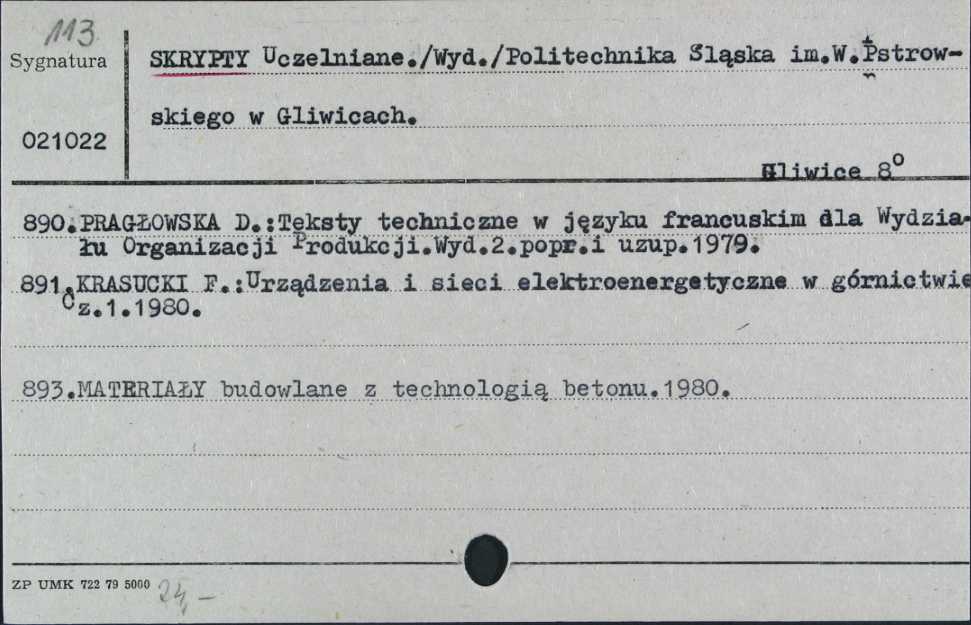 113
Sygnatura
SKRYPTY Uczelniane./Wyd./Politechnika Śląska im.W.Pstrow-
021022
skiego w Gliwicach.
Gliwice 8°
890.PRAGŁOWSKA D.:Teksty techniczne w języku francuskim dla Wydzia-
łu Organizacji Produkcji.Wyd.2.popr.i uzup.1979.
891.KRASUCKI F.:Urządzenia i sieci elektroenergetyczne w górnictwie
Cz.1.1980.
893.MATERIAŁY budowlane z technologią betonu.1980.
ZP UMK 722 79 5000
24,-